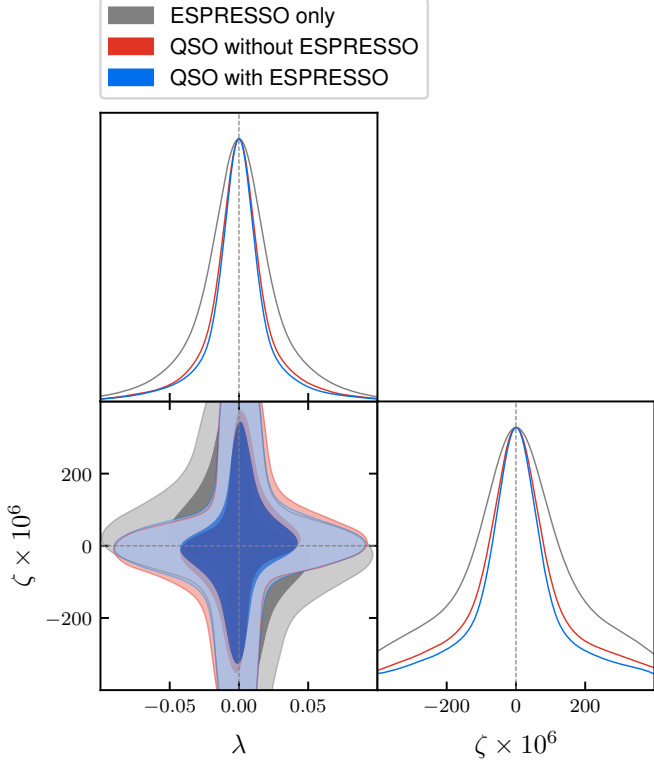 ESPRESSO only
QSO without ESPRESSO
QSO with ESPRESSO
200
0
−200
ζ × 10⁶
−0.05 0.00 0.05
λ
−200 0 200
ζ × 10⁶